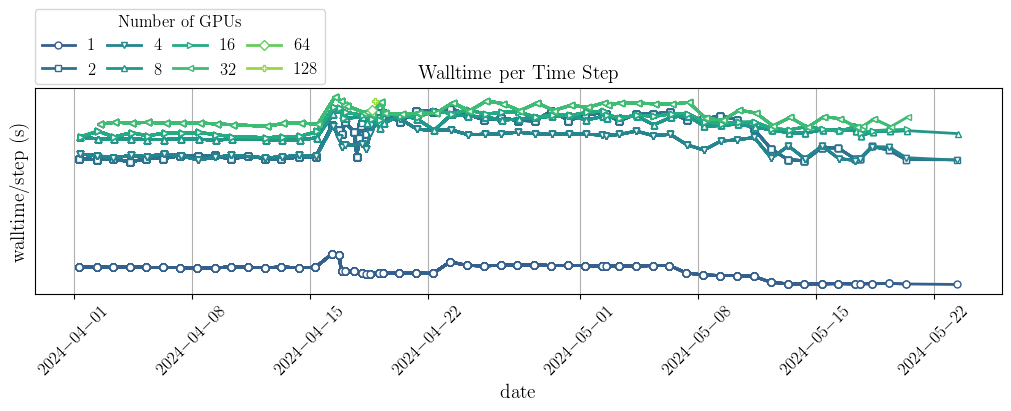 Number of GPUs
1 4 16 64
2 8 32 128
Walltime per Time Step
walltime/step (s)
2024−04−01 2024−04−08 2024−04−15 2024−04−22 2024−05−01 2024−05−08 2024−05−15 2024−05−22
date